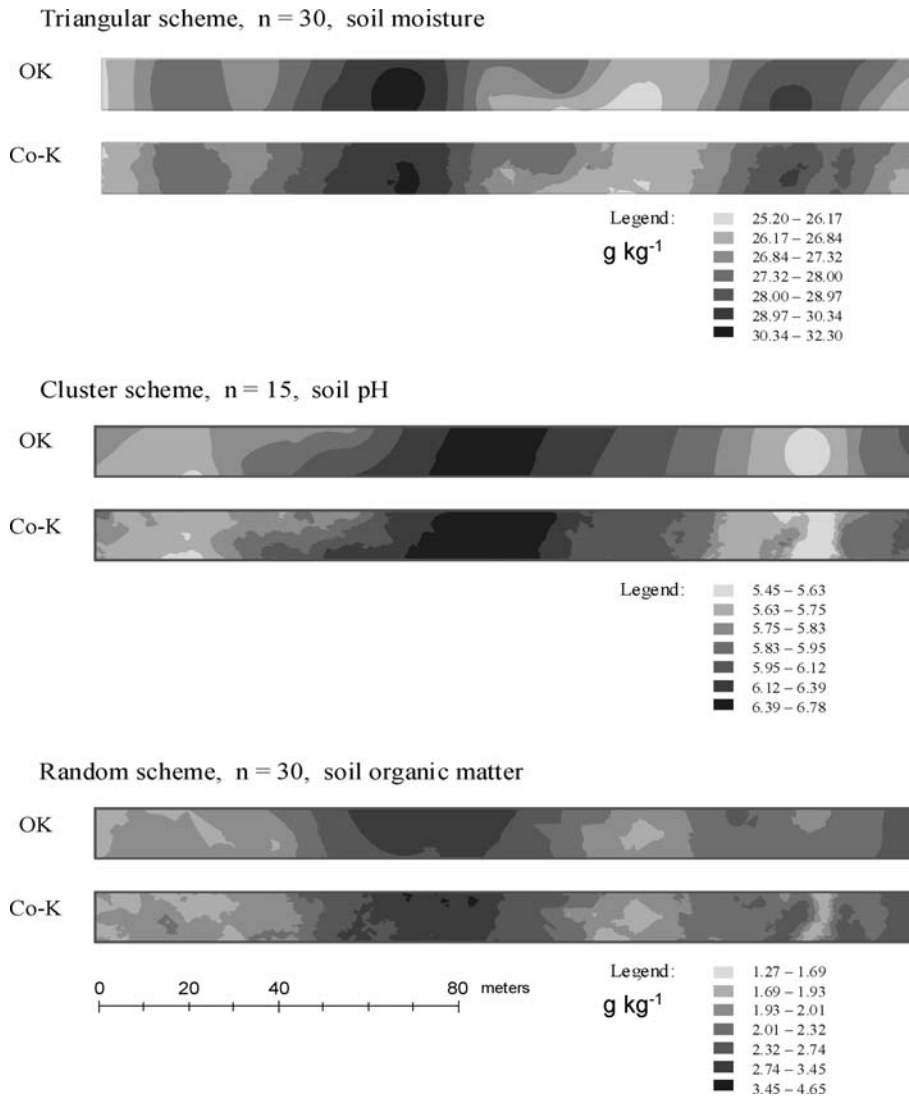 Triangular scheme, n = 30, soil moisture
OK
Co-K
Legend:
g kg-1
25.20 – 26.17
26.17 – 26.84
26.84 – 27.32
27.32 – 28.00
28.00 – 28.97
28.97 – 30.34
30.34 – 32.30
Cluster scheme, n = 15, soil pH
OK
Co-K
Legend:
5.45 – 5.63
5.63 – 5.75
5.75 – 5.83
5.83 – 5.95
5.95 – 6.12
6.12 – 6.39
6.39 – 6.78
Random scheme, n = 30, soil organic matter
OK
Co-K
0 20 40 80 meters
Legend:
g kg-1
1.27 – 1.69
1.69 – 1.93
1.93 – 2.01
2.01 – 2.32
2.32 – 2.74
2.74 – 3.45
3.45 – 4.65